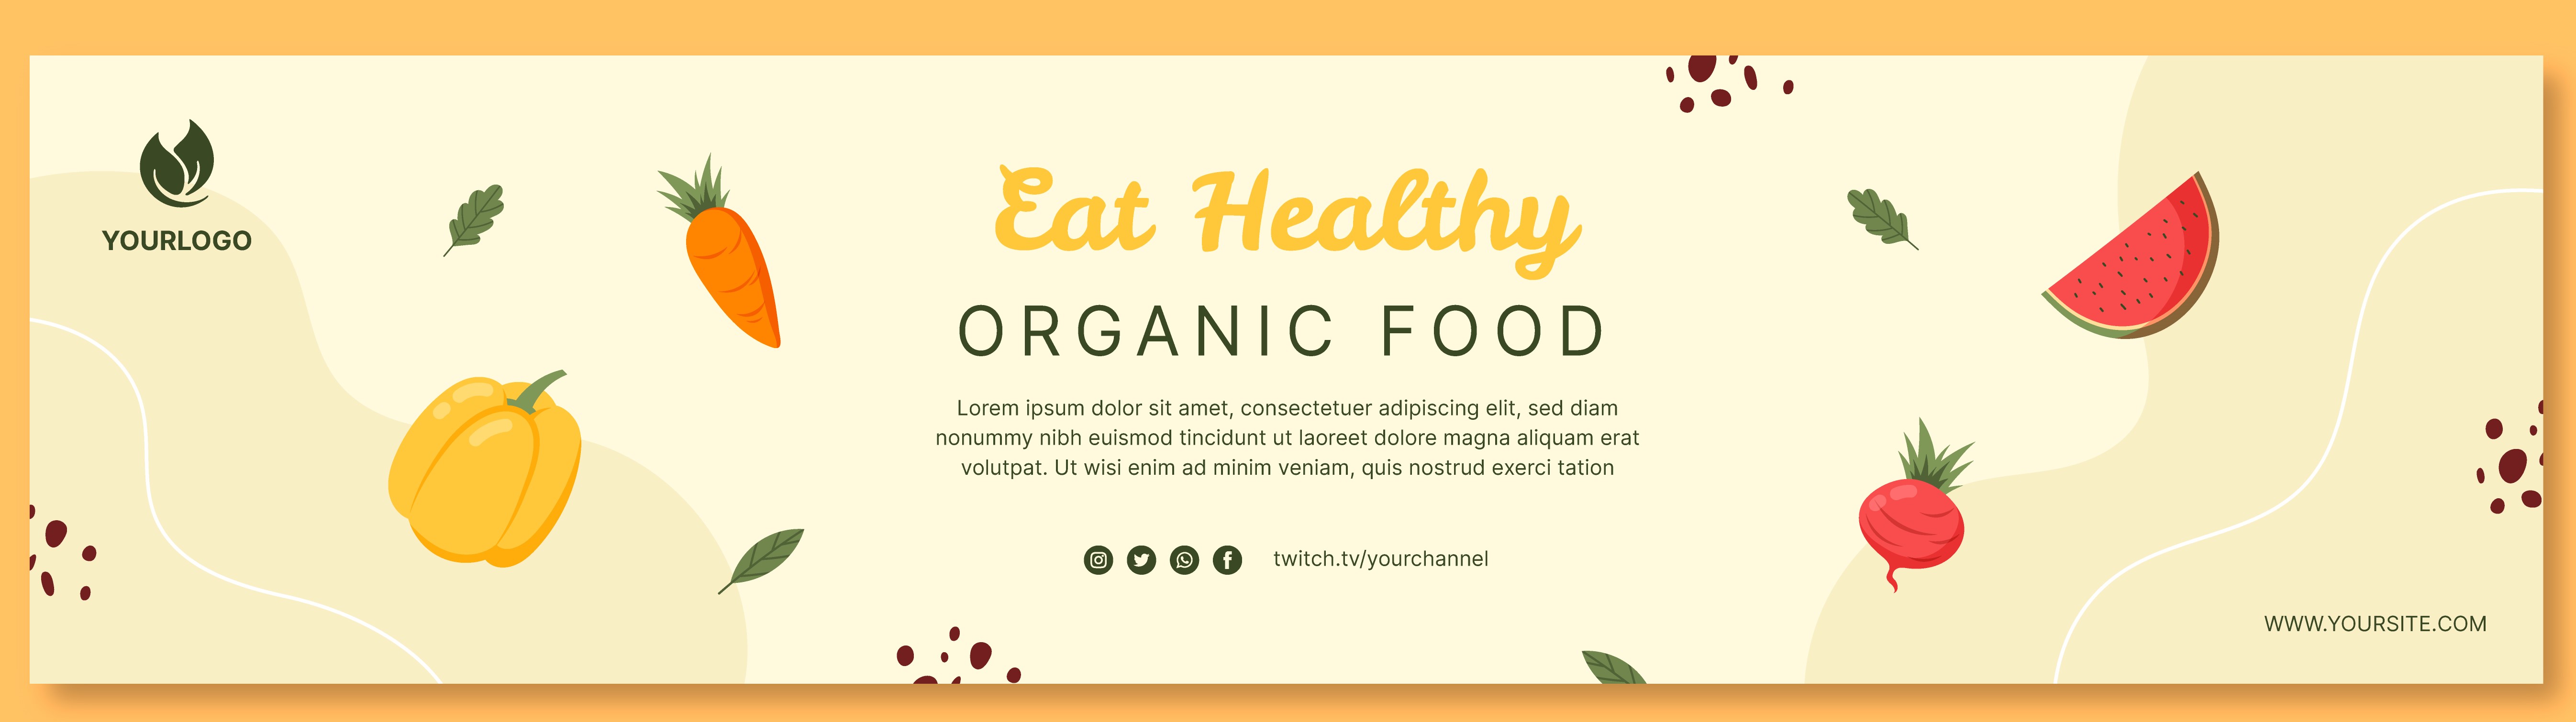 YOURLOGO
Eat Healthy
ORGANIC FOOD
Lorem ipsum dolor sit amet, consectetuer adipiscing elit, sed diam
nonummy nibh euismod tincidunt ut laoreet dolore magna aliquam erat
volutpat. Ut wisi enim ad minim veniam, quis nostrud exerci tation
twitch.tv/yourchannel
WWW.YOURSITE.COM